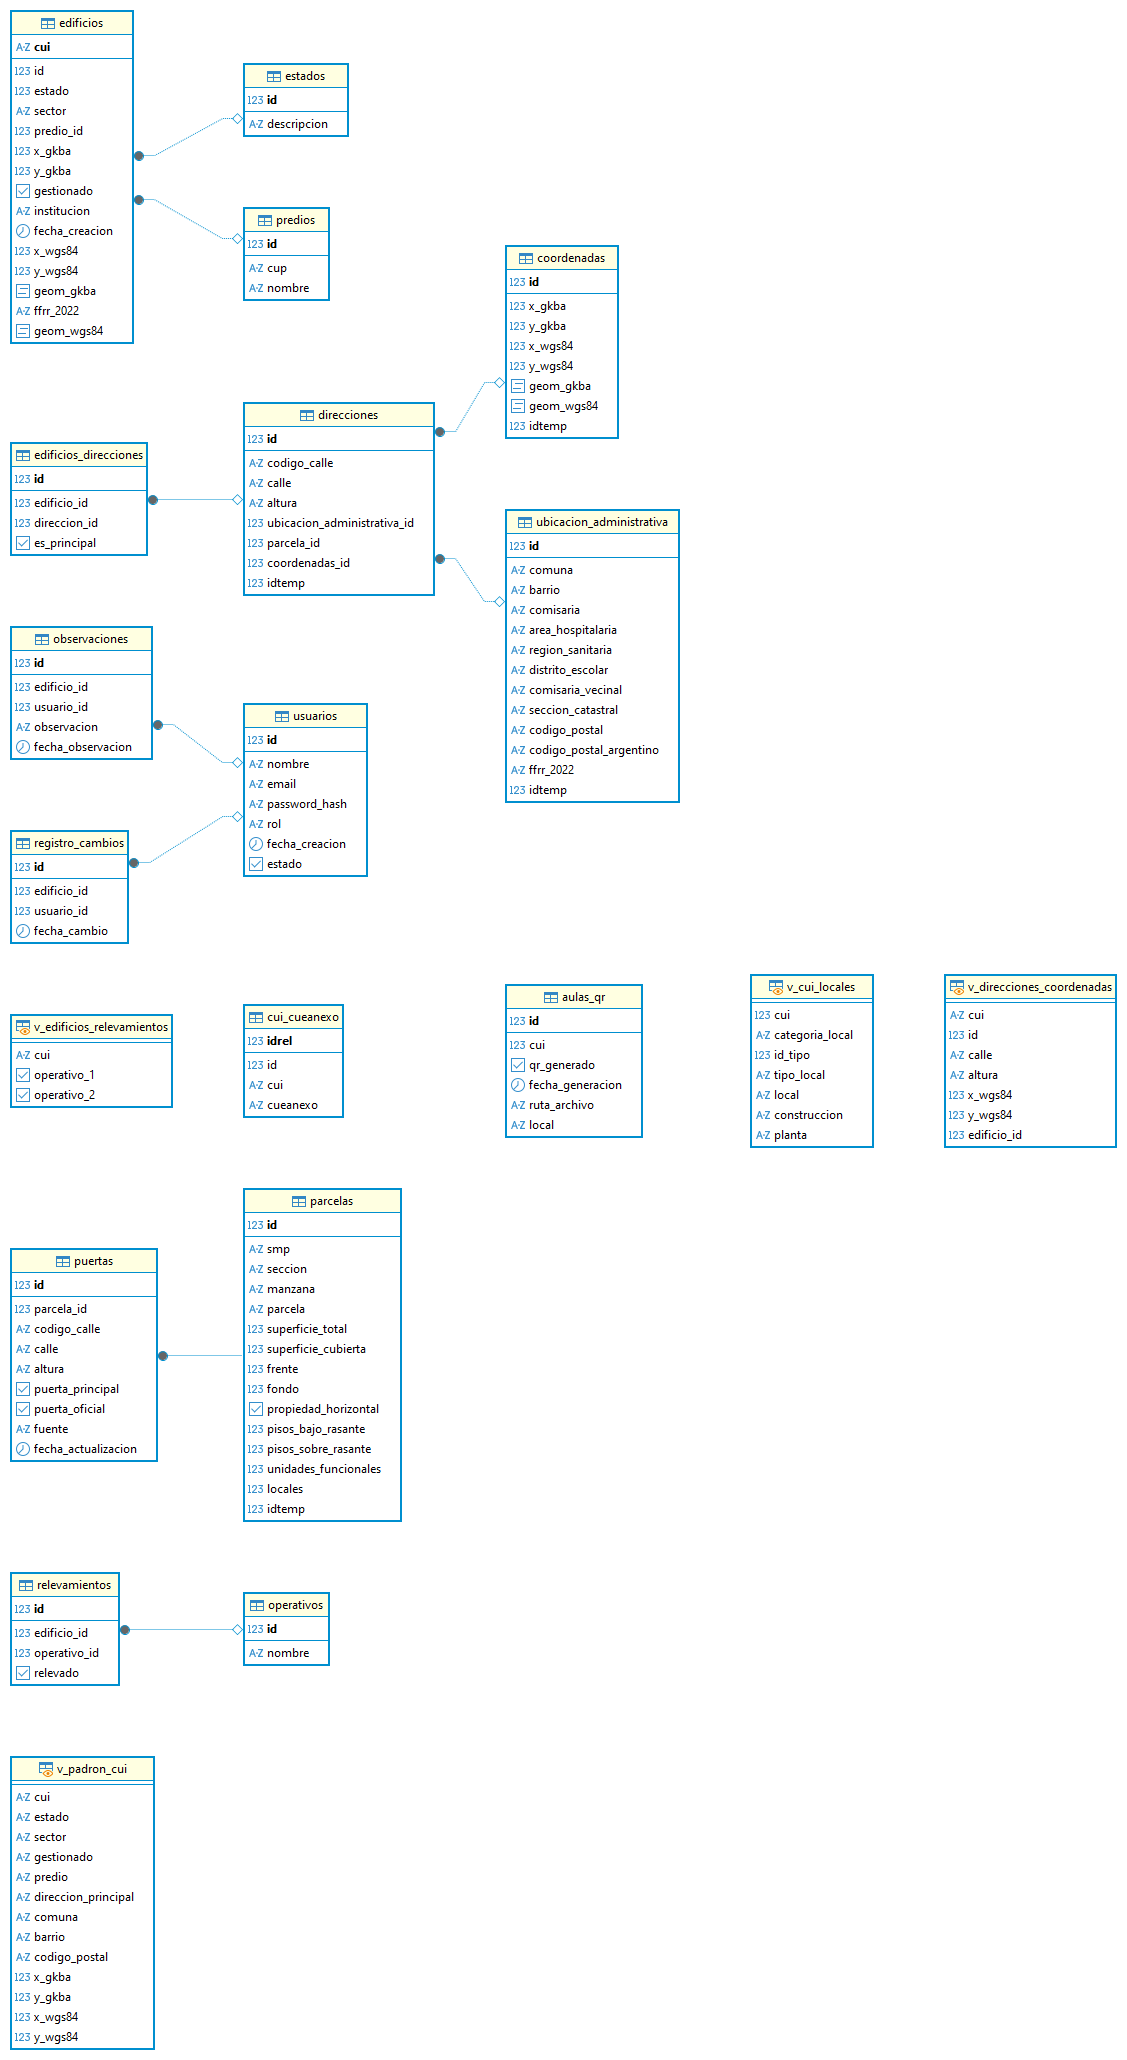 edificios
A-Z cui
123 id
123 estado
A-Z sector
123 predio_id
123 x_gkba
123 y_gkba
gestionado
A-Z institucion
fecha_creacion
123 x_wgs84
123 y_wgs84
geom_gkba
A-Z ffrr_2022
geom_wgs84
estados
123 id
A-Z descripcion
predios
123 id
A-Z cup
A-Z nombre
coordenadas
123 id
123 x_gkba
123 y_gkba
123 x_wgs84
123 y_wgs84
geom_gkba
geom_wgs84
123 idtemp
edificios_direcciones
123 id
123 edificio_id
123 direccion_id
es_principal
direcciones
123 id
A-Z codigo_calle
A-Z calle
A-Z altura
123 ubicacion_administrativa_id
123 parcela_id
123 coordenadas_id
123 idtemp
ubicacion_administrativa
123 id
A-Z comuna
A-Z barrio
A-Z comisaria
A-Z area_hospitalaria
A-Z region_sanitaria
A-Z distrito_escolar
A-Z comisaria_vecinal
A-Z seccion_catastral
A-Z codigo_postal
A-Z codigo_postal_argentino
A-Z ffrr_2022
123 idtemp
observaciones
123 id
123 edificio_id
123 usuario_id
A-Z observacion
fecha_observacion
usuarios
123 id
A-Z nombre
A-Z email
A-Z password_hash
A-Z rol
fecha_creacion
estado
registro_cambios
123 id
123 edificio_id
123 usuario_id
fecha_cambio
v_edificios_relevamientos
A-Z cui
operativo_1
operativo_2
cui_cueanexo
123 idrel
123 id
A-Z cui
A-Z cueanexo
aulas_qr
123 id
123 cui
qr_generado
fecha_generacion
A-Z ruta_archivo
A-Z local
v_cui_locales
123 cui
A-Z categoria_local
123 id_tipo
A-Z tipo_local
A-Z local
A-Z construccion
A-Z planta
v_direcciones_coordenadas
A-Z cui
123 id
A-Z calle
A-Z altura
123 x_wgs84
123 y_wgs84
123 edificio_id
puertas
123 id
123 parcela_id
A-Z codigo_calle
A-Z calle
A-Z altura
puerta_principal
puerta_oficial
A-Z fuente
fecha_actualizacion
parcelas
123 id
A-Z smp
A-Z seccion
A-Z manzana
A-Z parcela
123 superficie_total
123 superficie_cubierta
123 frente
123 fondo
propiedad_horizontal
123 pisos_bajo_rasante
123 pisos_sobre_rasante
123 unidades_funcionales
123 locales
123 idtemp
relevamientos
123 id
123 edificio_id
123 operativo_id
relevado
operativos
123 id
A-Z nombre
v_padron_cui
A-Z cui
A-Z estado
A-Z sector
A-Z gestionado
A-Z predio
A-Z direccion_principal
A-Z comuna
A-Z barrio
A-Z codigo_postal
123 x_gkba
123 y_gkba
123 x_wgs84
123 y_wgs84